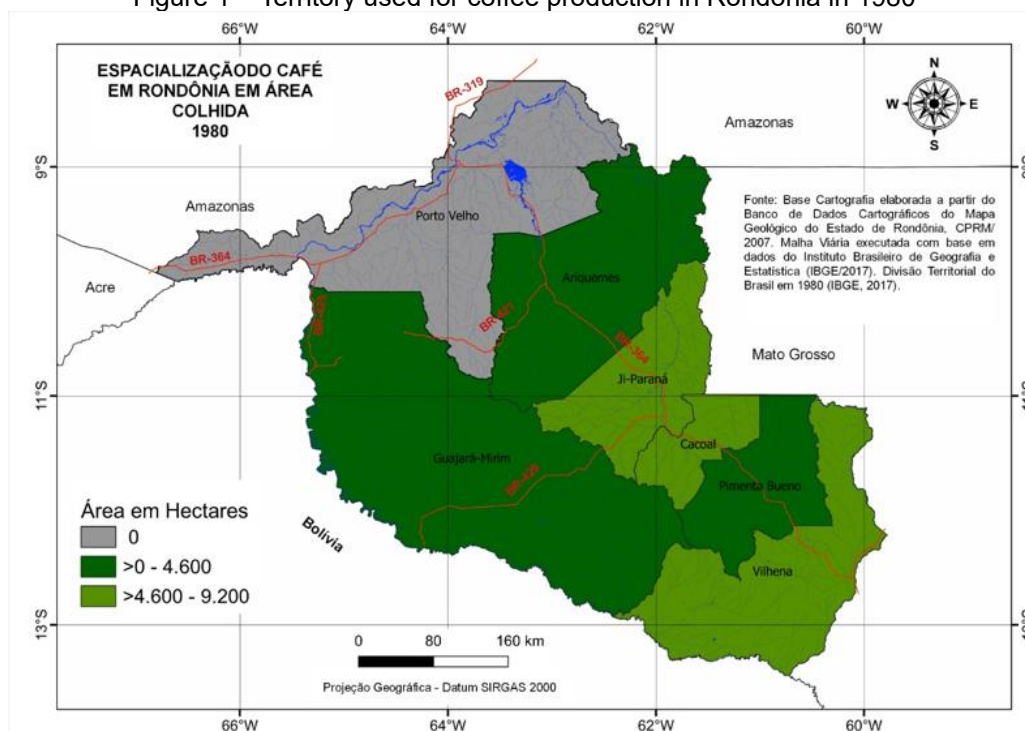 Figure 1 – Territory used for coffee production in Rondônia in 1980
66°W
64°W
62°W
60°W
ESPACIALIZAÇÃODO CAFÉ
EM RONDÔNIA EM ÁREA
COLHIDA
1980
BR-319
N
W
E
S
Amazonas
9°S
9°S
Fonte: Base Cartografia elaborada a partir do
Banco de Dados Cartográficos do Mapa
Geológico do Estado de Rondônia, CPRM/
2007. Malha Viária executada com base em
dados do Instituto Brasileiro de Geografia e
Estatística (IBGE/2017). Divisão Territorial do
Brasil em 1980 (IBGE, 2017).
Amazonas
Porto Velho
BR-364
Acre
Ariquemes
BR-421
BR-364
Mato Grosso
Ji-Paraná
11°S
11°S
Cacoal
Guajará-Mirim
BR-429
Pimenta Bueno
Área em Hectares
0
>0 - 4.600
>4.600 - 9.200
Bolívia
Vilhena
13°S
0 80 160 km
Projeção Geográfica - Datum SIRGAS 2000
66°W
64°W
62°W
60°W